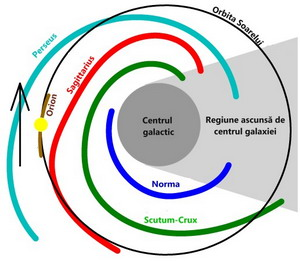 Orbita Soarelui
Perseus
Sagittarius
Orion
Centrul
galactic
Regiune ascunsă de
centrul galaxiei
Norma
Scutum-Crux